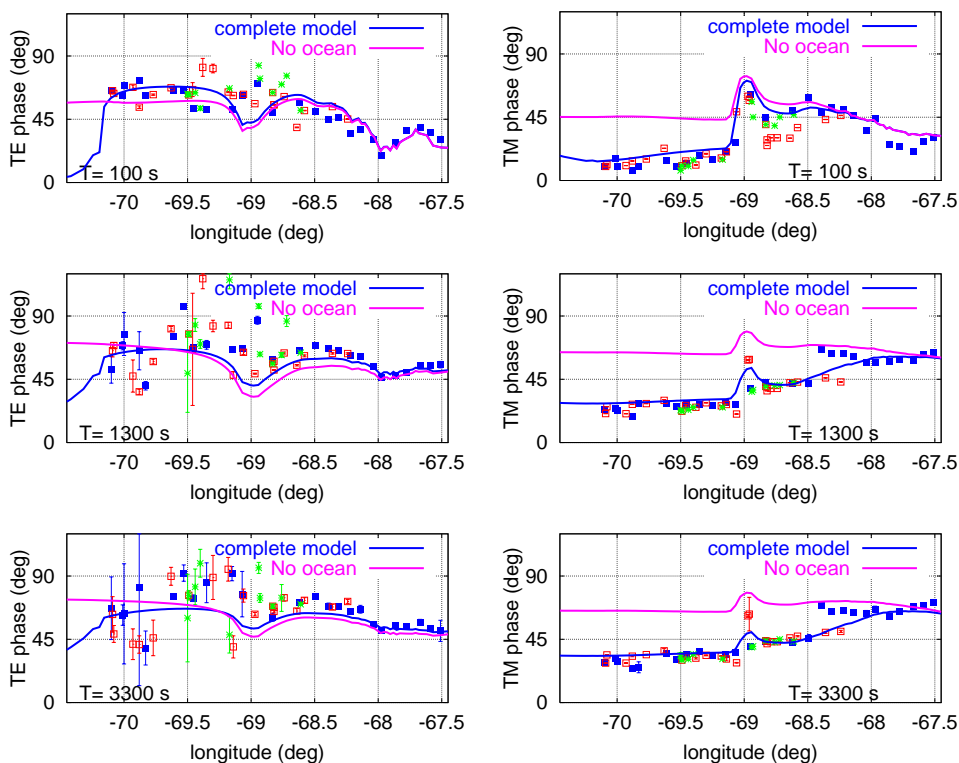 complete model
No ocean
TE phase (deg)
90
45
0
T= 100 s
-70 -69.5 -69 -68.5 -68 -67.5
longitude (deg)
complete model
No ocean
TM phase (deg)
90
45
0
T= 100 s
-70 -69.5 -69 -68.5 -68 -67.5
longitude (deg)
complete model
No ocean
TE phase (deg)
90
45
0
T= 1300 s
-70 -69.5 -69 -68.5 -68 -67.5
longitude (deg)
complete model
No ocean
TM phase (deg)
90
45
0
T= 1300 s
-70 -69.5 -69 -68.5 -68 -67.5
longitude (deg)
complete model
No ocean
TE phase (deg)
90
45
0
T= 3300 s
-70 -69.5 -69 -68.5 -68 -67.5
longitude (deg)
complete model
No ocean
TM phase (deg)
90
45
0
T= 3300 s
-70 -69.5 -69 -68.5 -68 -67.5
longitude (deg)